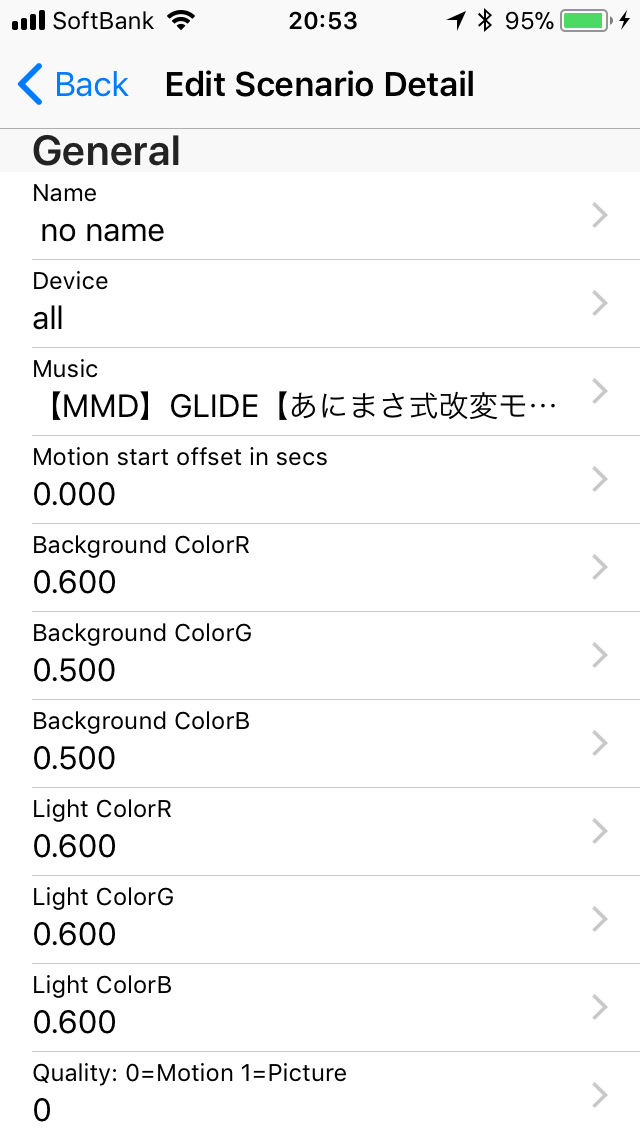 SoftBank 20:53 95%
Back Edit Scenario Detail
General
Name
no name
Device
all
Music
【MMD】GLIDE【あにまさ式改変モ…
Motion start offset in secs
0.000
Background ColorR
0.600
Background ColorG
0.500
Background ColorB
0.500
Light ColorR
0.600
Light ColorG
0.600
Light ColorB
0.600
Quality: 0=Motion 1=Picture
0